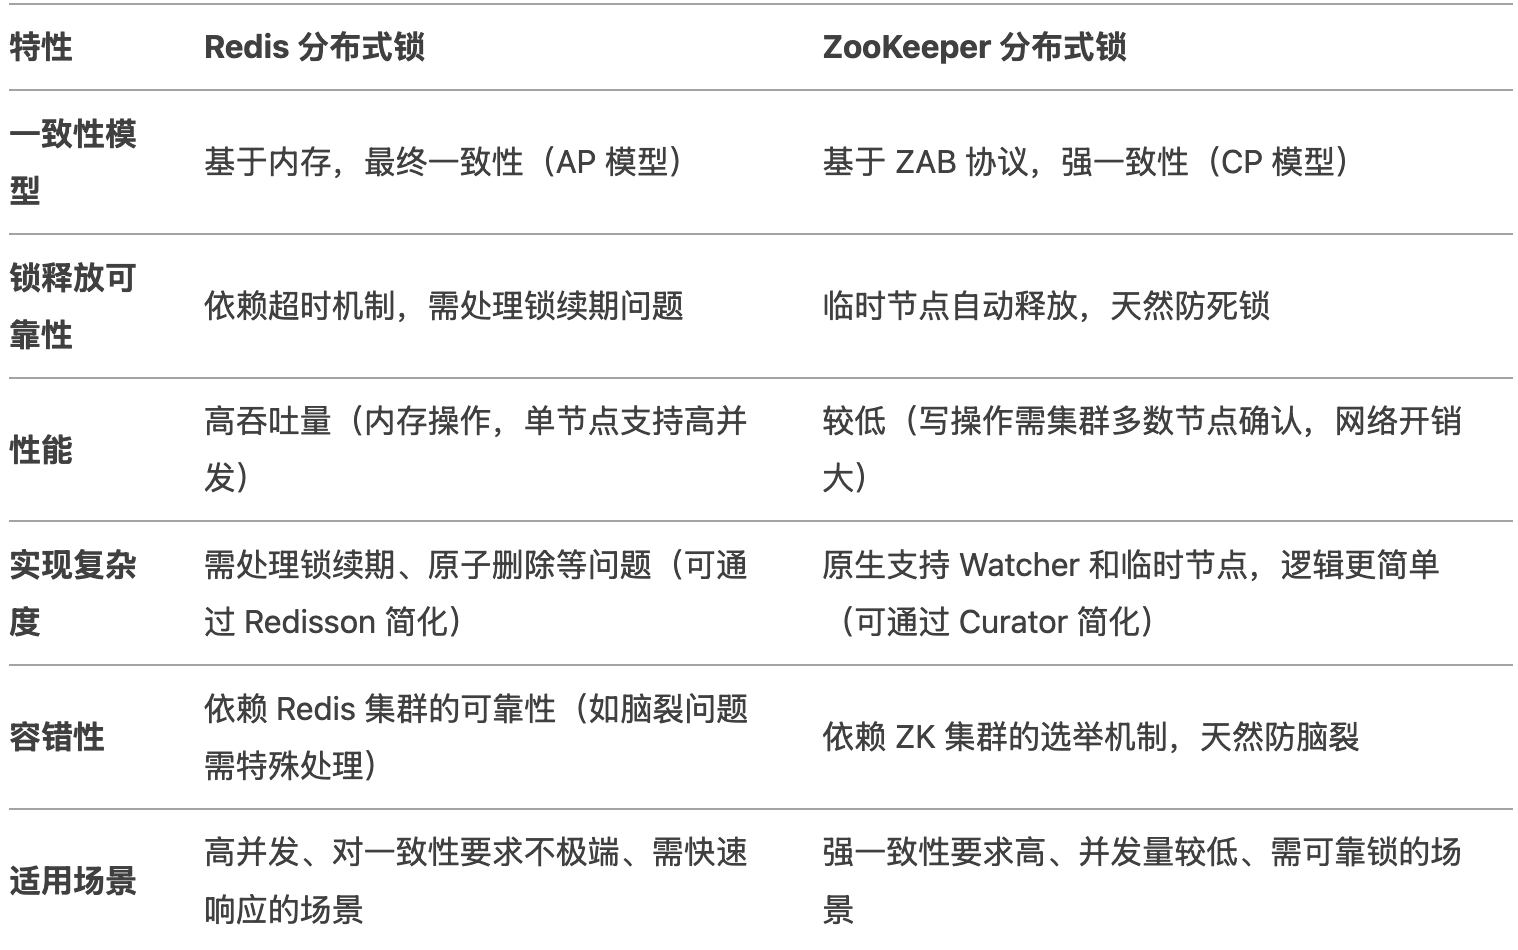 特性 Redis 分布式锁 ZooKeeper 分布式锁
一致性模
型
基于内存，最终一致性（AP 模型）
基于 ZAB 协议，强一致性（CP 模型）
锁释放可
靠性
依赖超时机制，需处理锁续期问题
临时节点自动释放，天然防死锁
性能
高吞吐量（内存操作，单节点支持高并
发）
较低（写操作需集群多数节点确认，网络开销
大）
实现复杂
度
需处理锁续期、原子删除等问题（可通
过 Redisson 简化）
原生支持 Watcher 和临时节点，逻辑更简单
（可通过 Curator 简化）
容错性
依赖 Redis 集群的可靠性（如脑裂问题
需特殊处理）
依赖 ZK 集群的选举机制，天然防脑裂
适用场景
高并发、对一致性要求不极端、需快速
响应的场景
强一致性要求高、并发量较低、需可靠锁的场
景